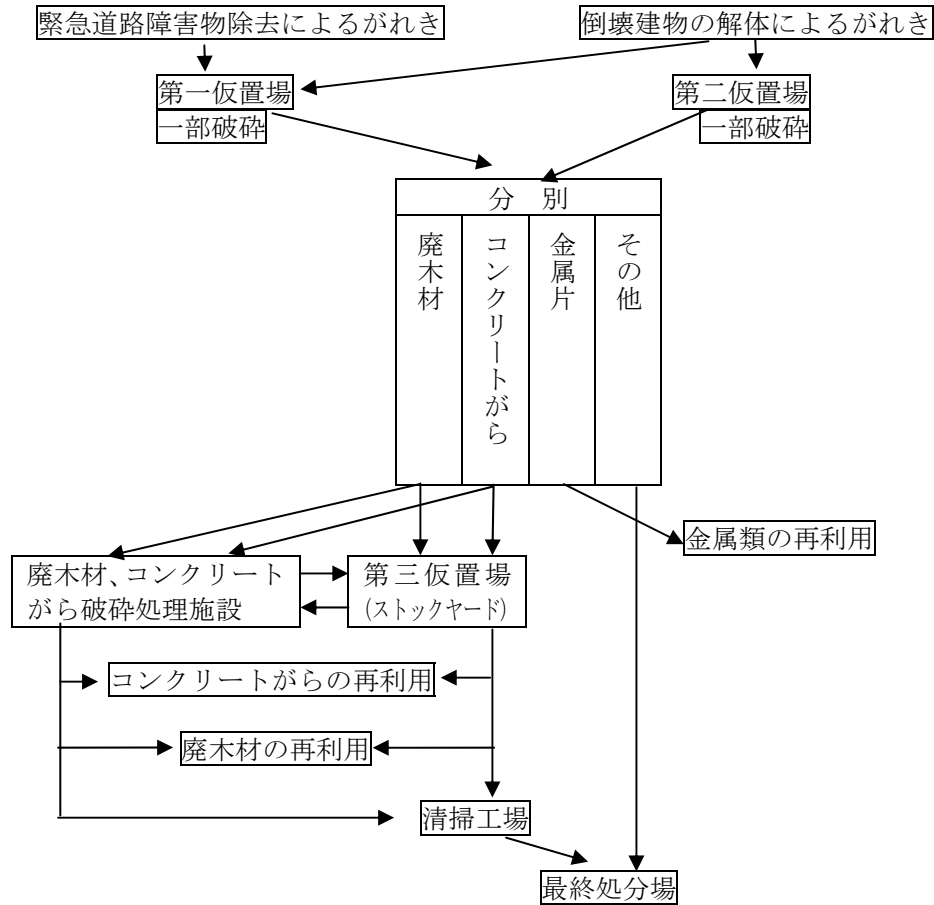 緊急道路障害物除去によるがれき
倒壊建物の解体によるがれき
第一仮置場
一部破砕
第二仮置場
一部破砕
分　別
廃木材
コンクリートがら
金属片
その他
金属類の再利用
廃木材、コンクリート
がら破砕処理施設
第三仮置場
(ストックヤード)
コンクリートがらの再利用
廃木材の再利用
清掃工場
最終処分場